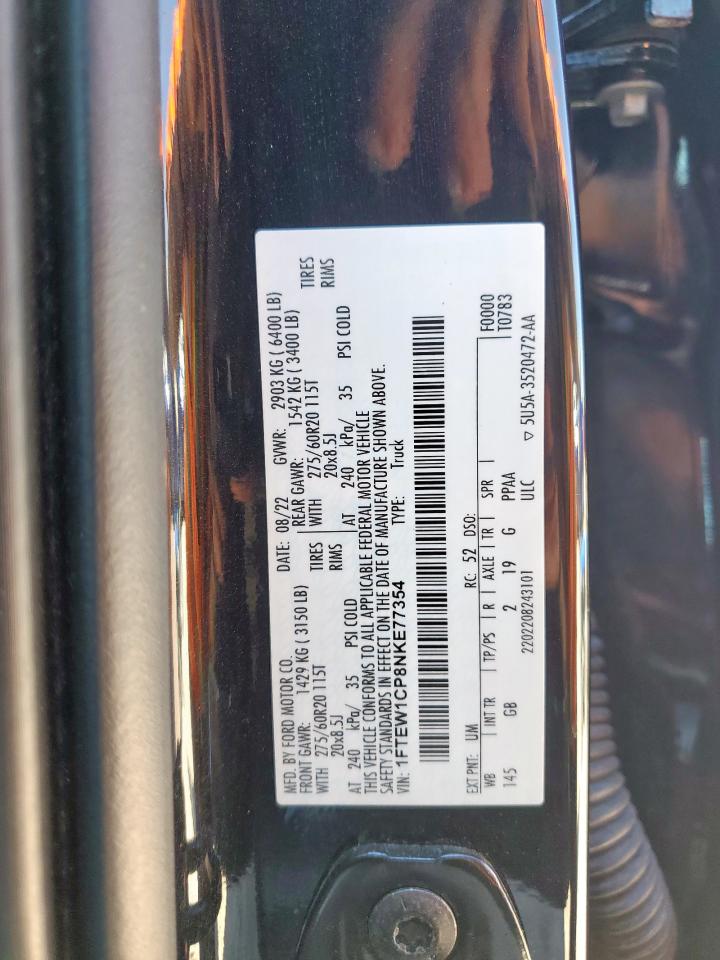 MFD. BY FORD MOTOR CO. DATE: 08/22 GVWR: 2903 KG ( 6400 LB)
FRONT GAWR: 1429 KG ( 3150 LB) REAR GAWR: 1542 KG ( 3400 LB)
WITH 275/60R20 115T TIRES WITH 275/60R20 115T TIRES
20x8.5J RIMS 20x8.5J RIMS
AT 240 kPa/ 35 PSI COLD AT 240 kPa/ 35 PSI COLD
THIS VEHICLE CONFORMS TO ALL APPLICABLE FEDERAL MOTOR VEHICLE
SAFETY STANDARDS IN EFFECT ON THE DATE OF MANUFACTURE SHOWN ABOVE.
VIN: 1FTEW1CP8NKE77354 TYPE: Truck
EXT PNT: UM RC: 52 DSO:
WB INT TR TP/PS R AXLE TR SPR F0000
145 GB 2 19 G PPAA T0783
2202208243101 ULC ▽ 5U5A-3520472-AA